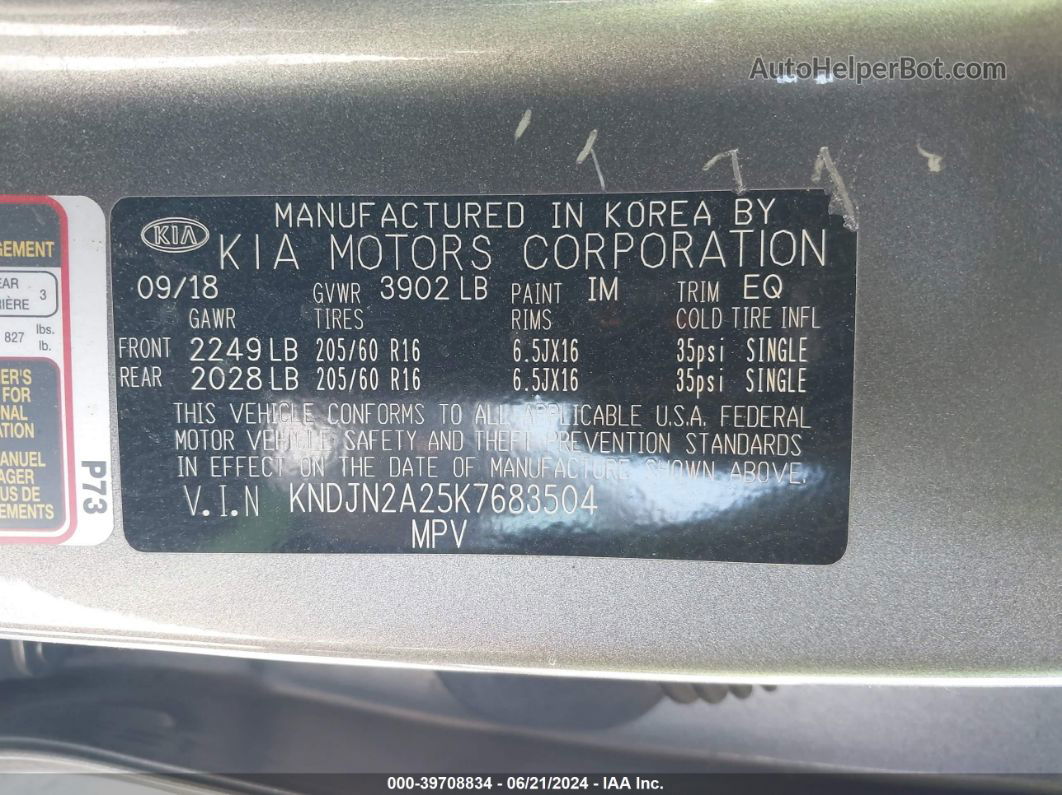 AutoHelperBot.com
GEMENT
EAR
RIÈRE 3
827 lbs.
lb.
ER'S
FOR
NAL
ATION
MANUEL
AGER
US DE
EMENTS
P73
KIA
MANUFACTURED IN KOREA BY
KIA MOTORS CORPORATION
09/18 GVWR 3902 LB PAINT IM TRIM EQ
GAWR TIRES RIMS COLD TIRE INFL
FRONT 2249 LB 205/60 R16 6.5JX16 35psi SINGLE
REAR 2028 LB 205/60 R16 6.5JX16 35psi SINGLE
THIS VEHICLE CONFORMS TO ALL APPLICABLE U.S.A. FEDERAL
MOTOR VEHICLE SAFETY AND THEFT PREVENTION STANDARDS
IN EFFECT ON THE DATE OF MANUFACTURE SHOWN ABOVE.
V.I.N KNDJN2A25K7683504
MPV
000-39708834 - 06/21/2024 - IAA Inc.